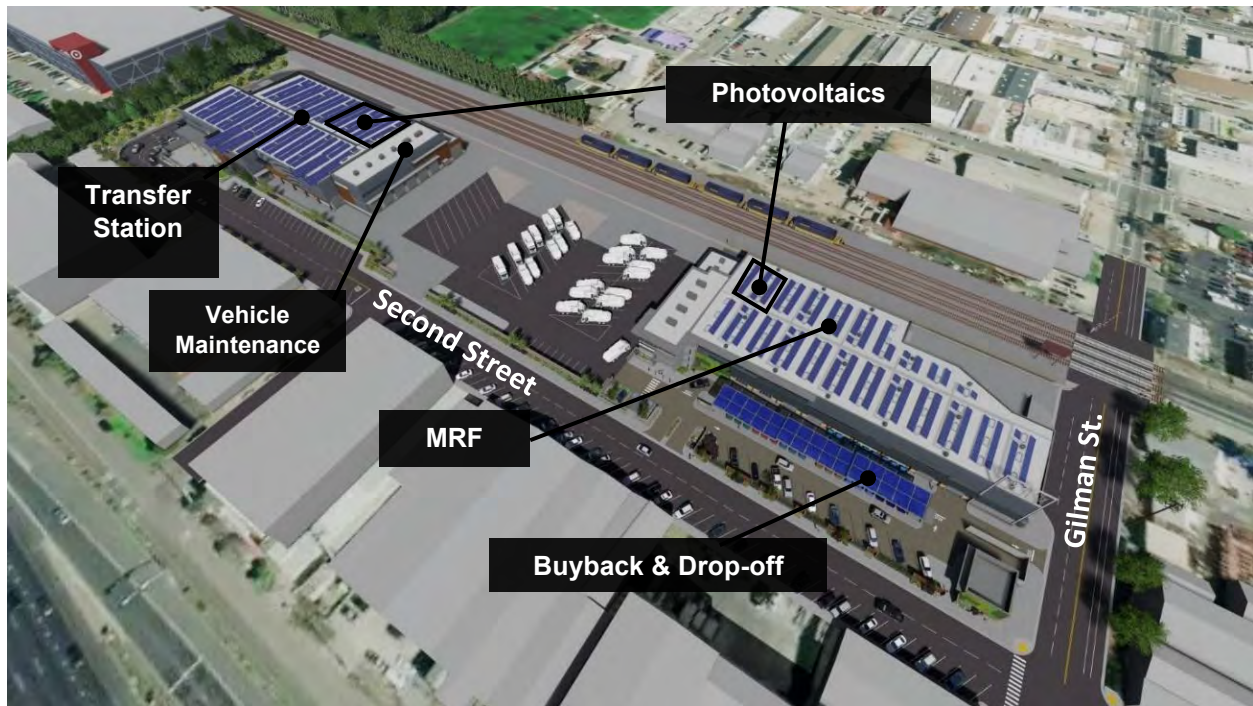 Photovoltaics
Transfer
Station
Vehicle
Maintenance
Second Street
MRF
Gilman St.
Buyback & Drop-off